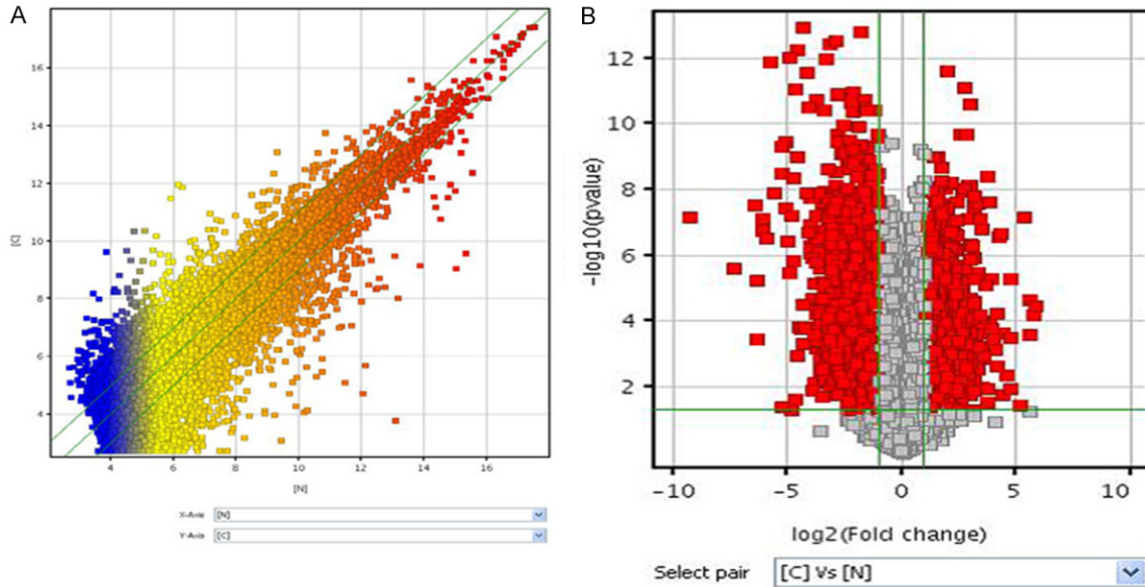 A
16
14
12
10
8
6
4
[C]
4
6
8
10
12
14
16
[N]
X-Axis [N]
Y-Axis [C]
B
12
10
8
6
4
2
-log10(pvalue)
-10
-5
0
5
10
log2(Fold change)
Select pair [C] Vs [N]